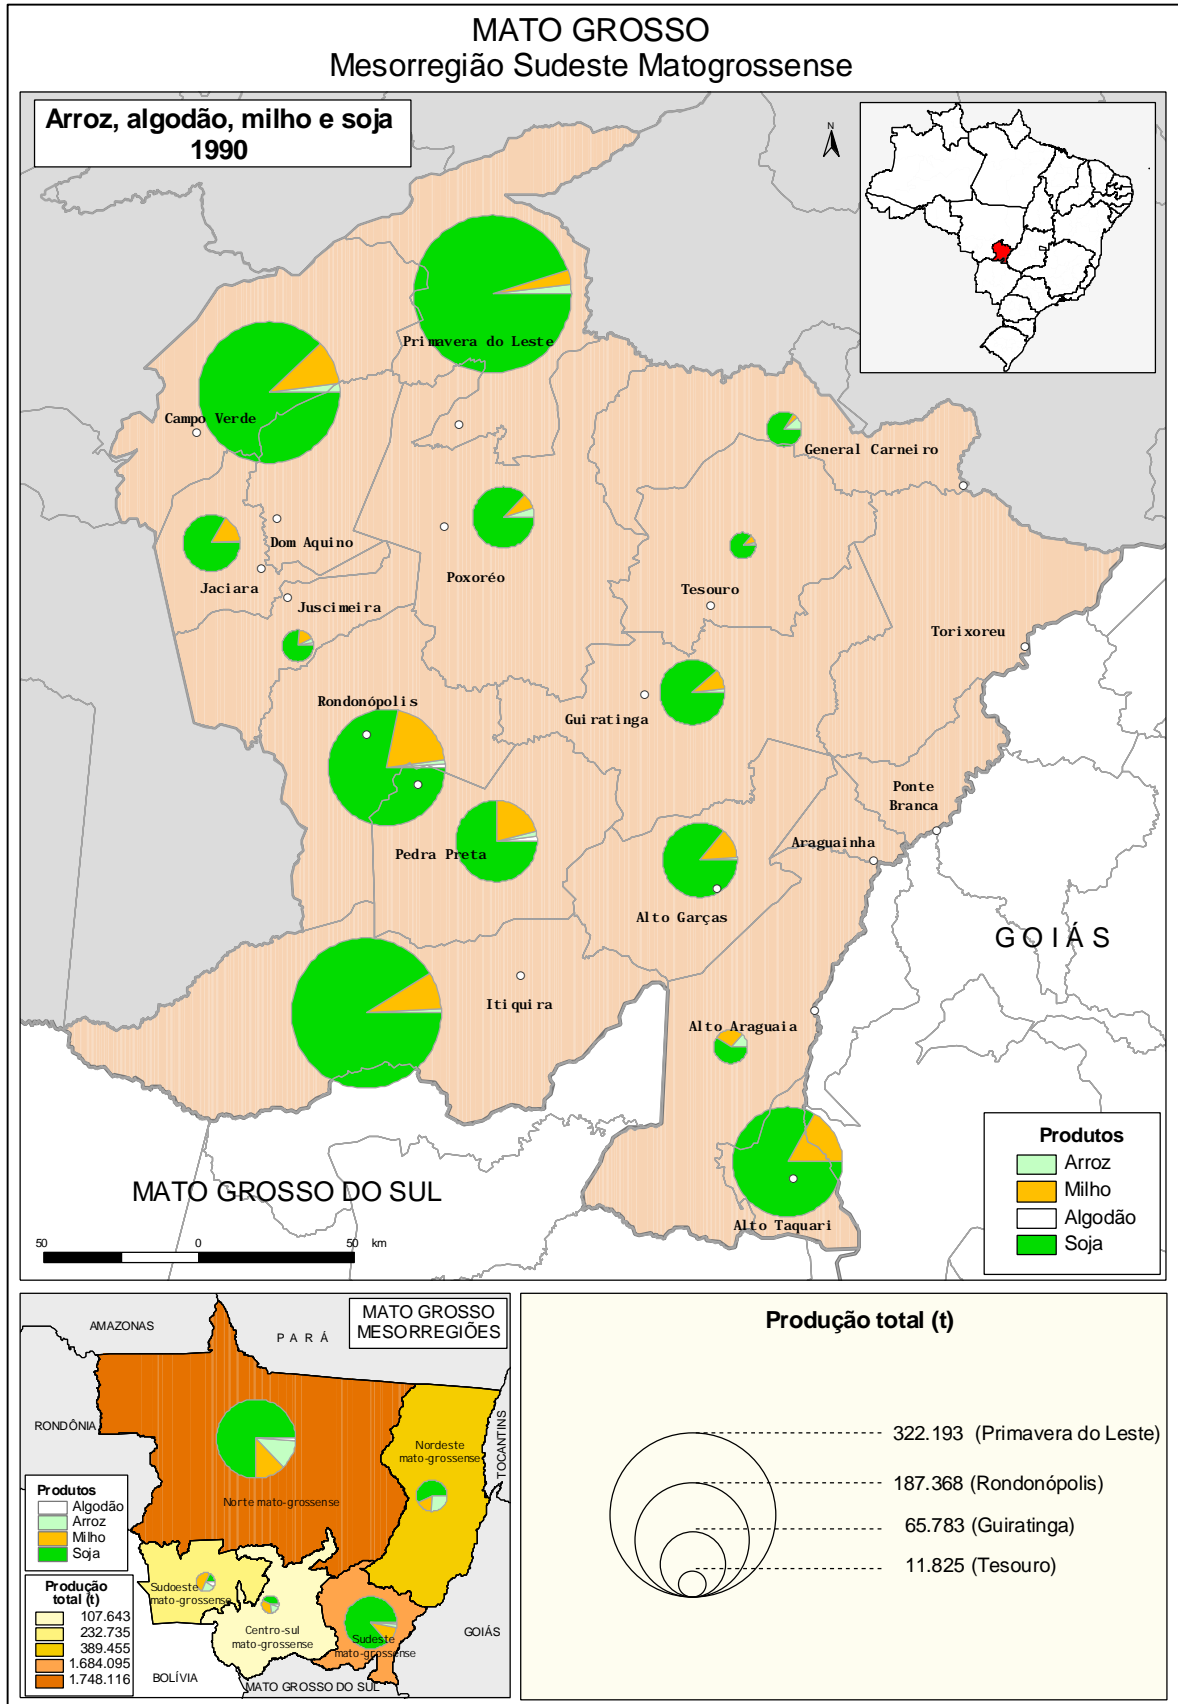 MATO GROSSO
Mesorregião Sudeste Matogrossense
Arroz, algodão, milho e soja
1990
N
Primavera do Leste
Campo Verde
General Carneiro
Dom Aquino
Jaciara
Poxoréo
Tesouro
Juscimeira
Torixoreu
Rondonópolis
Guiratinga
Ponte
Branca
Araguainha
Pedra Preta
Alto Garças
GOIÁS
Itiquira
Alto Araguaia
MATO GROSSO DO SUL
Alto Taquari
50 0 50 km
Produtos
Arroz
Milho
Algodão
Soja
MATO GROSSO
MESORREGIÕES
AMAZONAS
PARÁ
RONDÔNIA
TOCANTINS
Nordeste
mato-grossense
Norte mato-grossense
Produtos
Algodão
Arroz
Milho
Soja
Sudoeste
mato-grossense
Centro-sul
mato-grossense
Sudeste
mato-grossense
GOIÁS
BOLÍVIA
MATO GROSSO DO SUL
Produção
total (t)
107.643
232.735
389.455
1.684.095
1.748.116
Produção total (t)
322.193 (Primavera do Leste)
187.368 (Rondonópolis)
65.783 (Guiratinga)
11.825 (Tesouro)